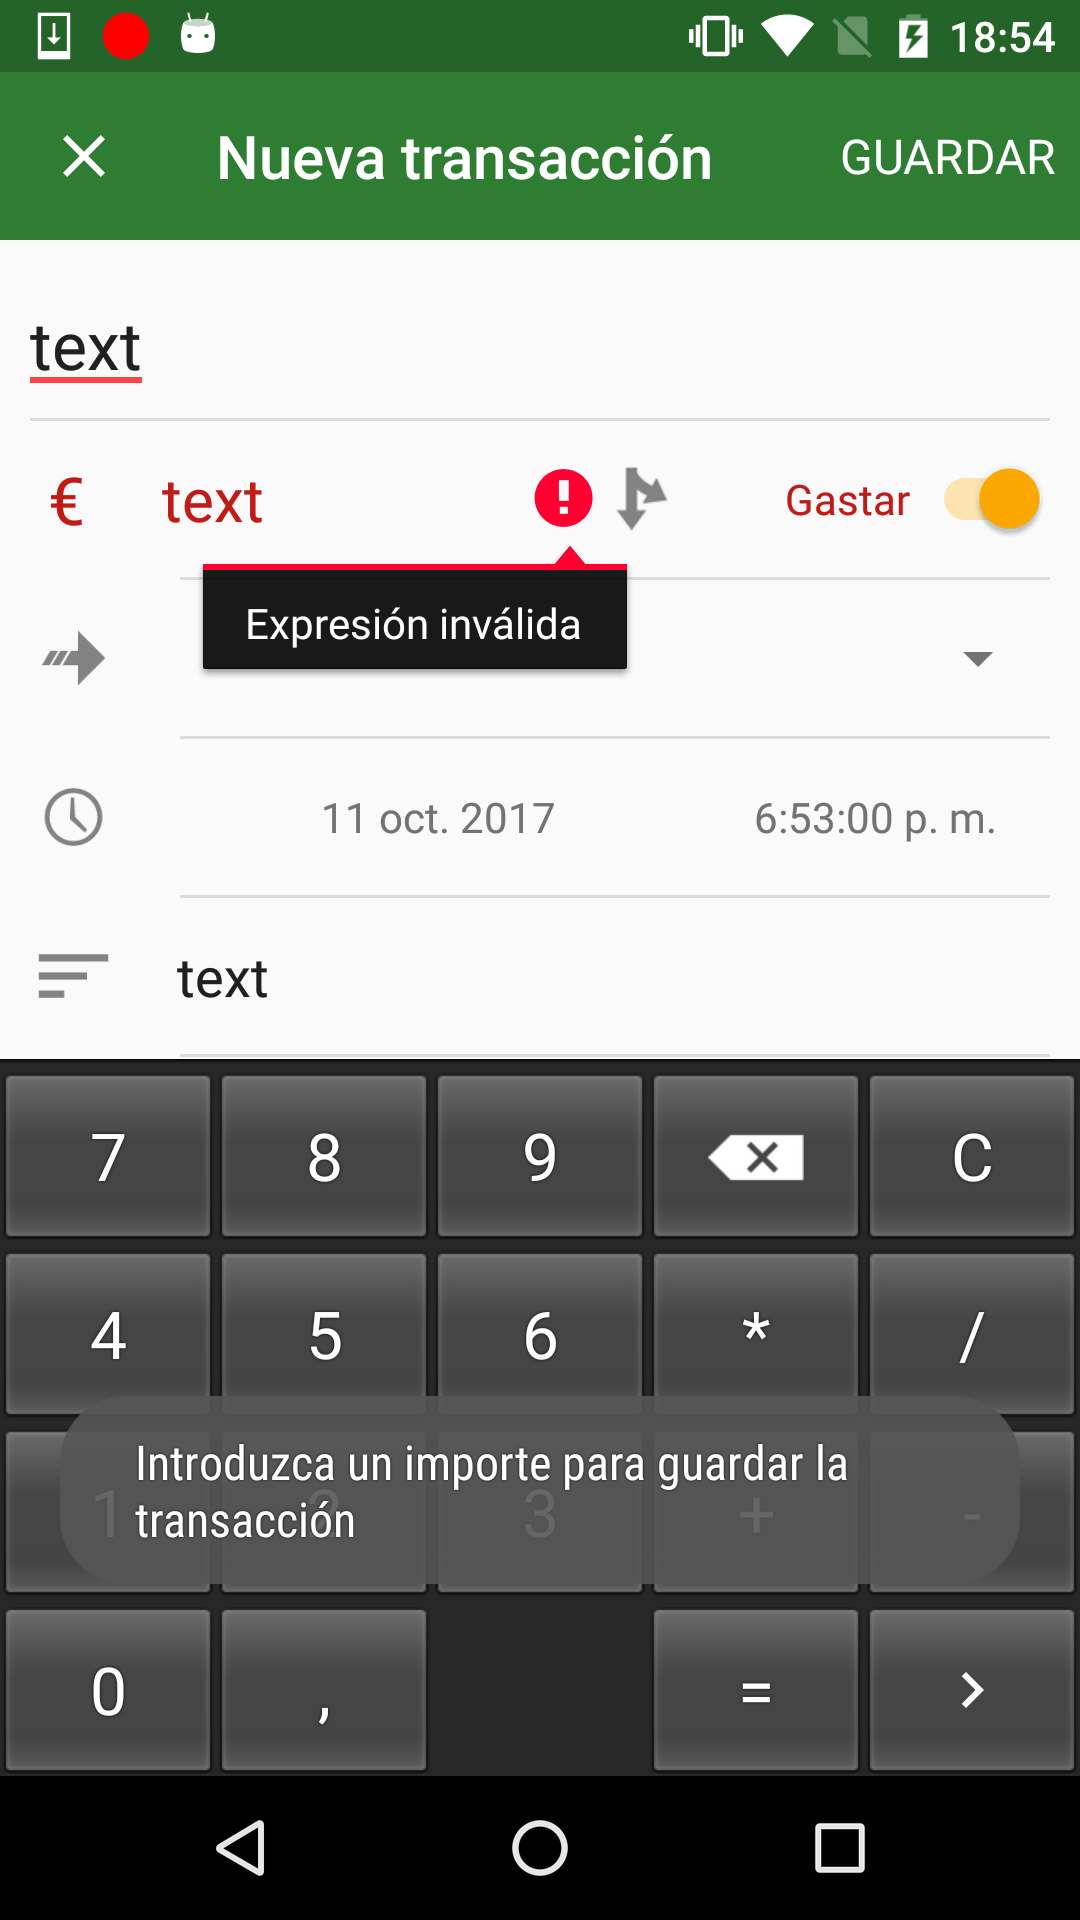 18:54
Nueva transacción GUARDAR
text
€ text Gastar
Expresión inválida
11 oct. 2017 6:53:00 p. m.
text
7 8 9 C
4 5 6 * /
Introduzca un importe para guardar la
transacción
1 2 3 + -
0 , = >